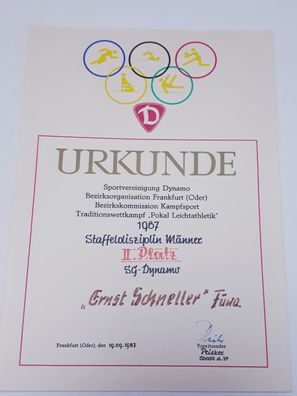 D
URKUNDE
Sportvereinigung Dynamo
Bezirksorganisation Frankfurt (Oder)
Bezirkskommission Kampfsport
Traditionswettkampf „Pokal Leichtathletik"
1987
Staffeldisziplin Männer
II. Platz
SG-Dynamo
„Ernst Schneller" Füwa.
Frankfurt (Oder), den 19.09.1987
Vorsitzender